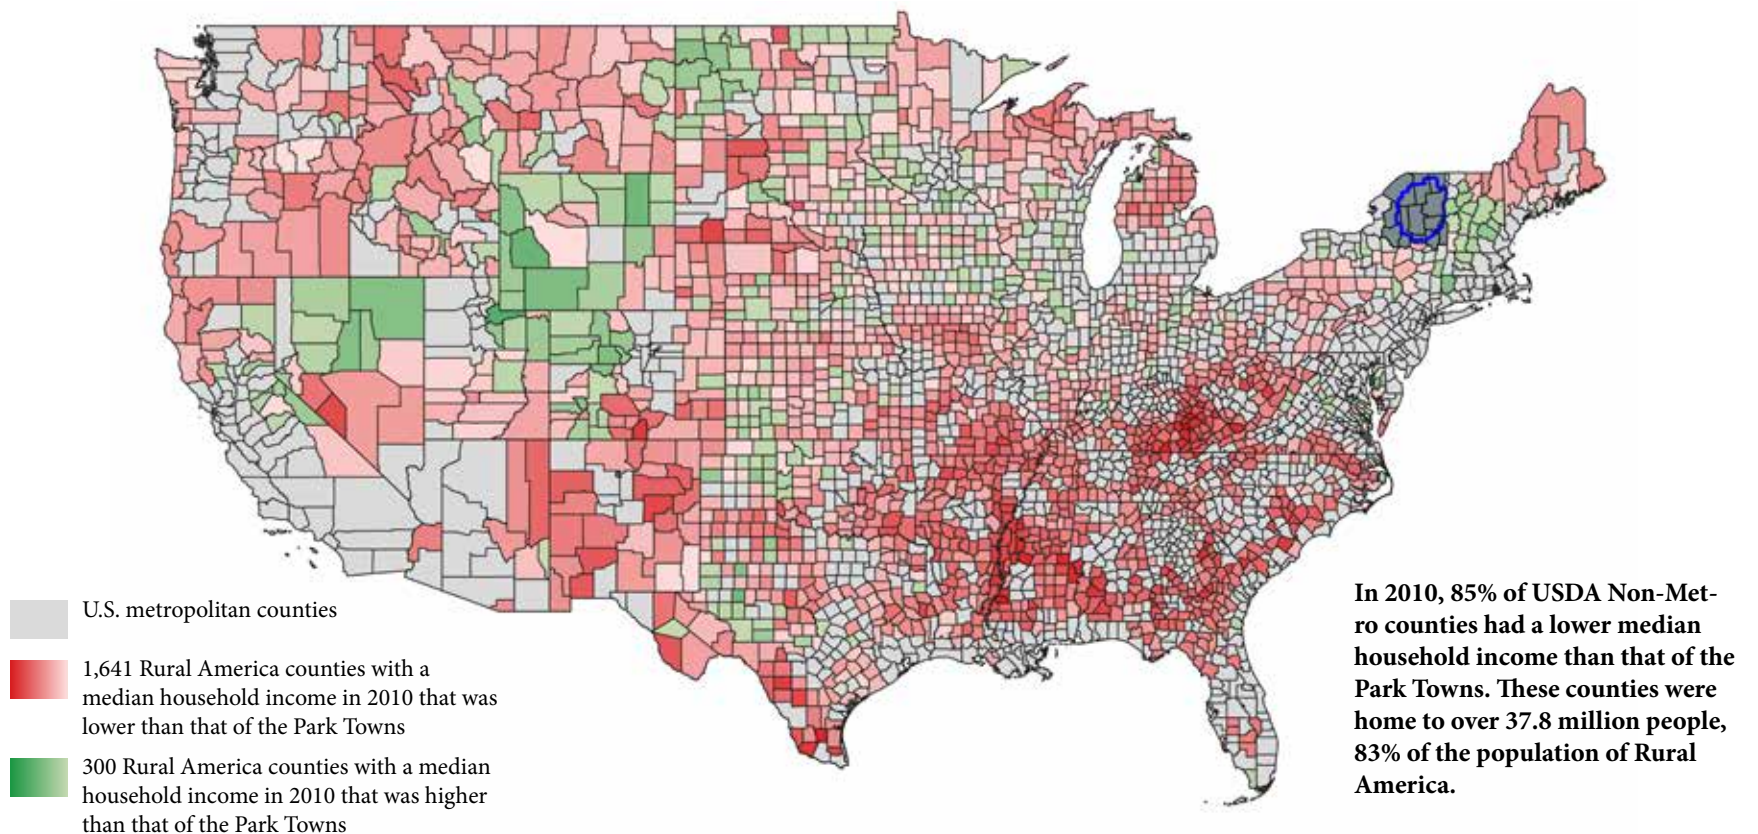 U.S. metropolitan counties
1,641 Rural America counties with a
median household income in 2010 that was
lower than that of the Park Towns
300 Rural America counties with a median
household income in 2010 that was higher
than that of the Park Towns
In 2010, 85% of USDA Non-Met-
ro counties had a lower median
household income than that of the
Park Towns. These counties were
home to over 37.8 million people,
83% of the population of Rural
America.